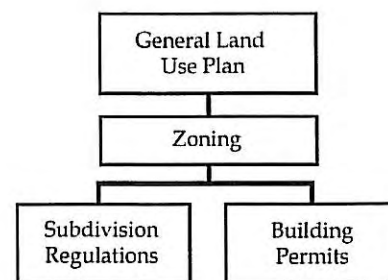 General Land
Use Plan
Zoning
Subdivision
Regulations
Building
Permits